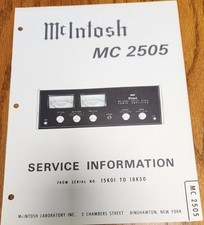 McIntosh
MC 2505
SERVICE INFORMATION
FROM SERIAL NO. 15K01 TO 18K50
McINTOSH LABORATORY INC. 2 CHAMBERS STREET BINGHAMTON, NEW YORK
MC 2505